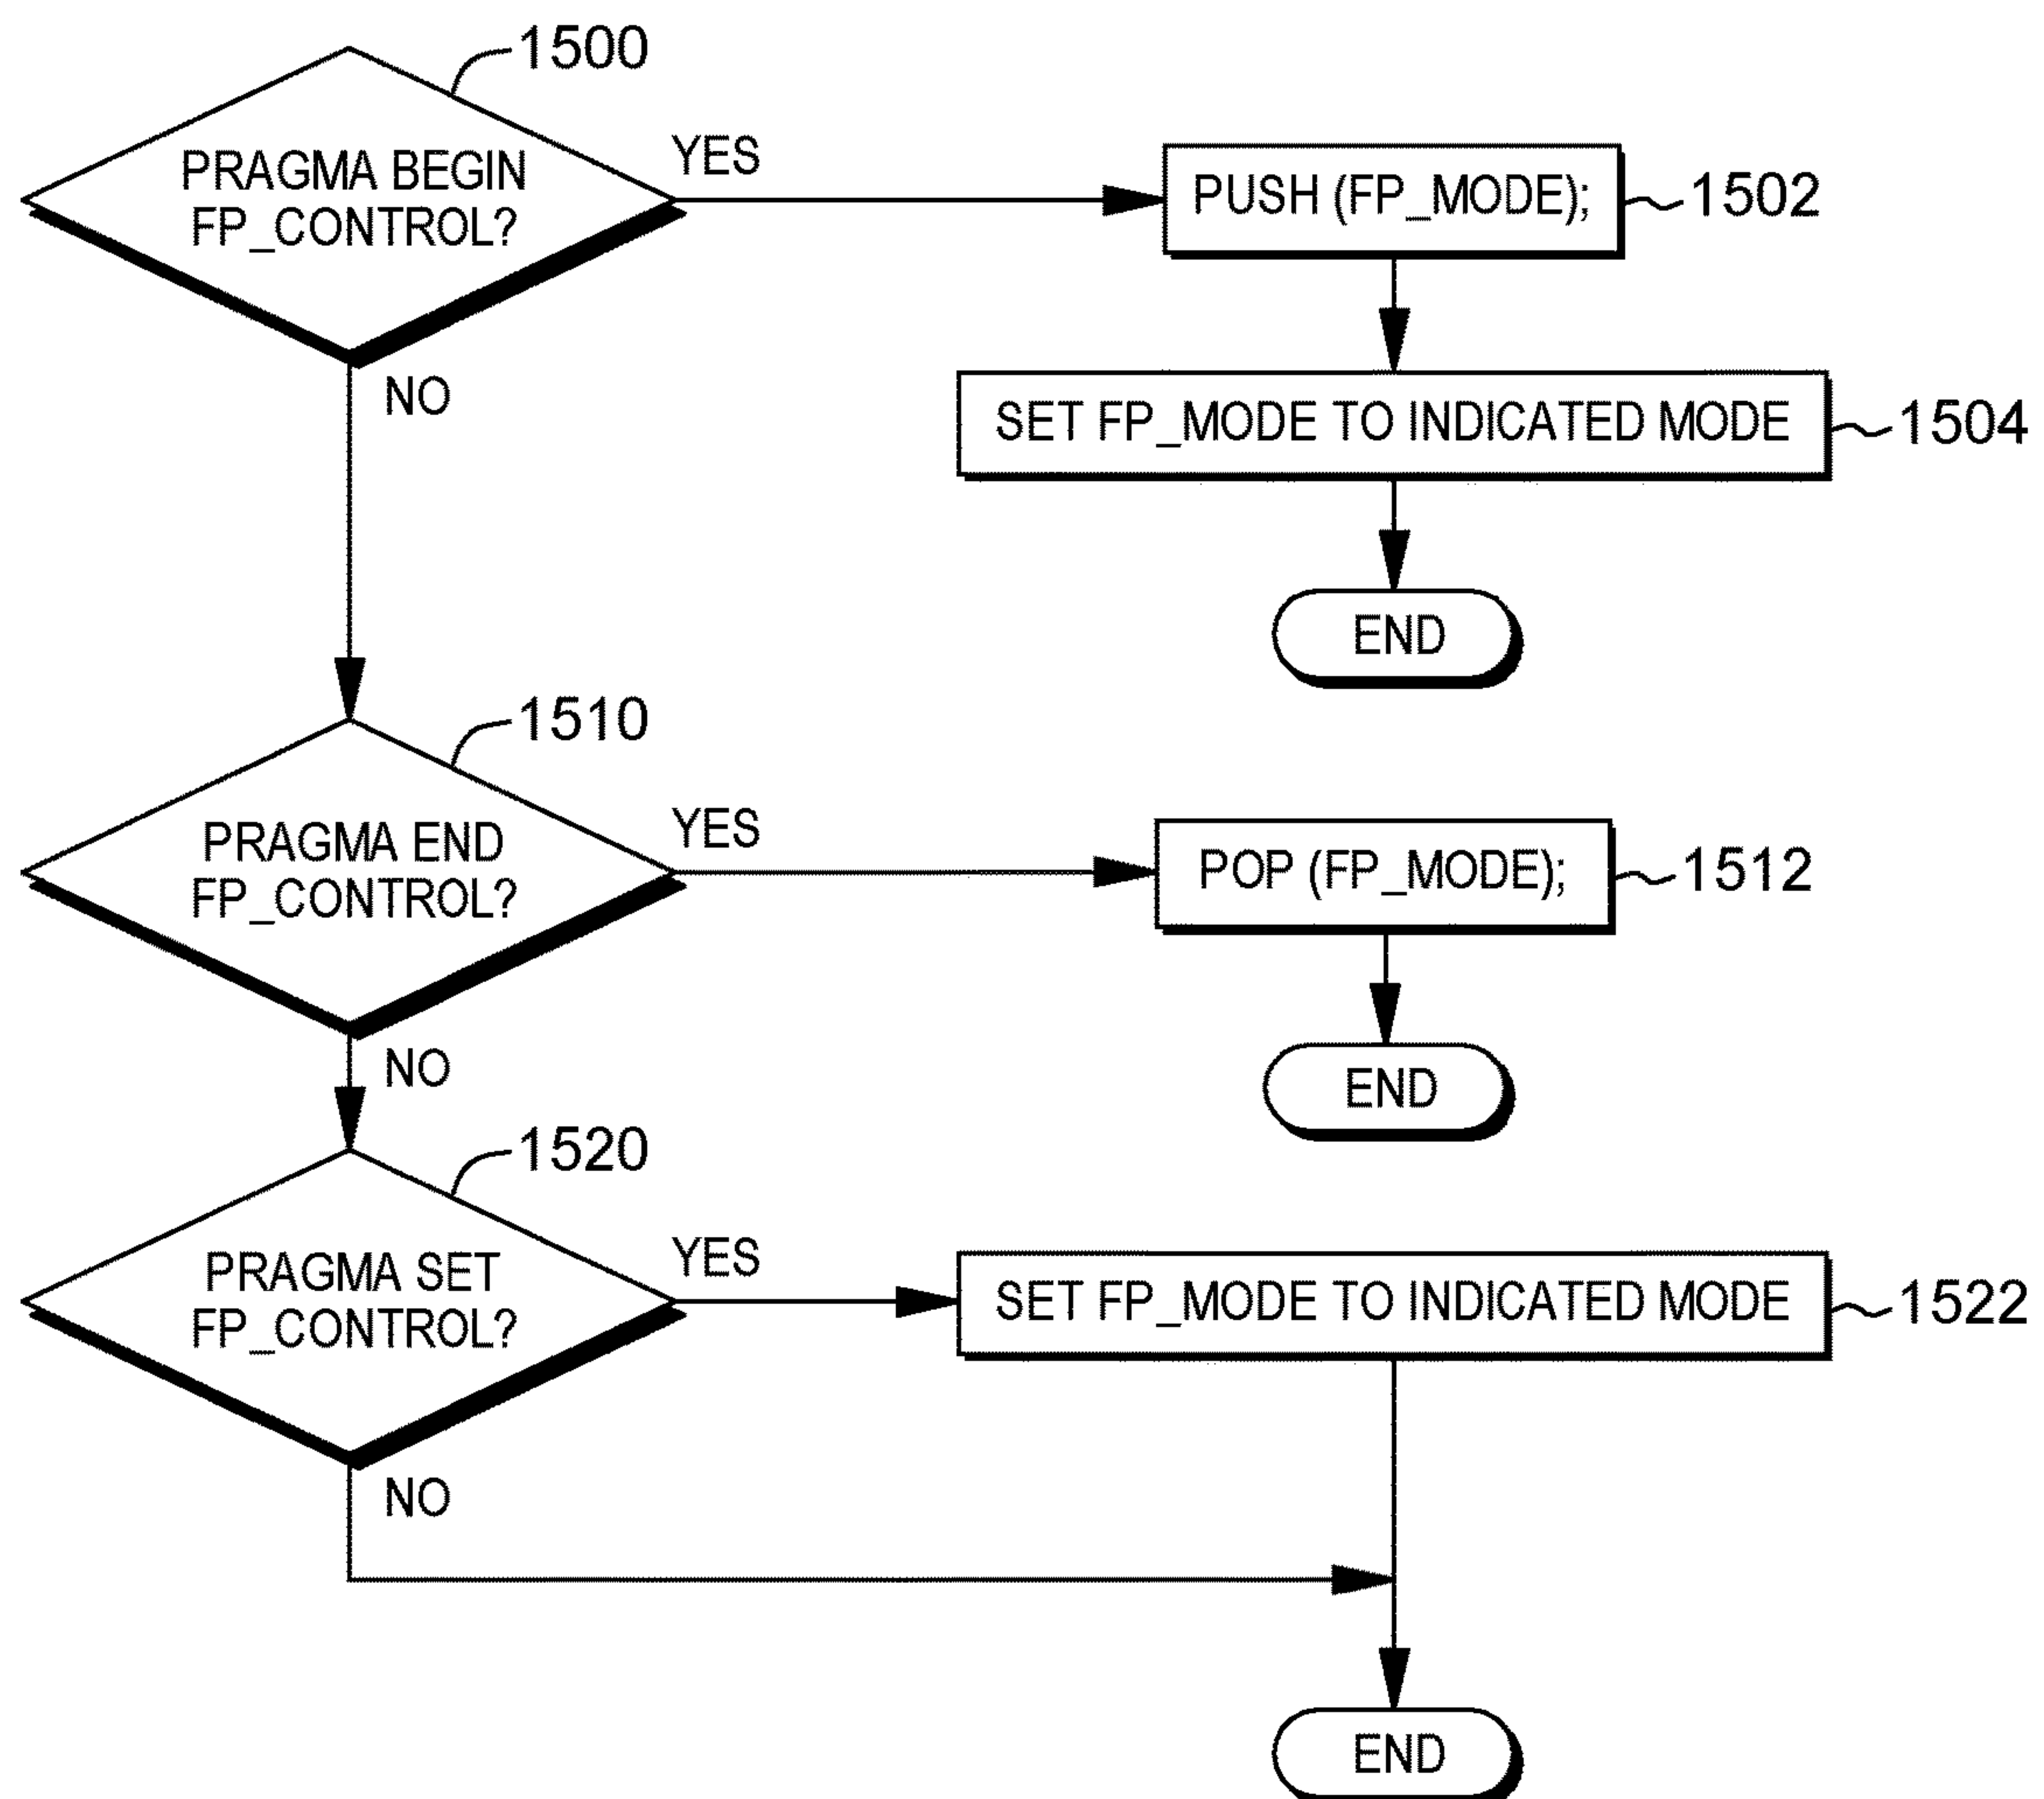 1500
PRAGMA BEGIN
FP_CONTROL?
YES
PUSH (FP_MODE);
1502
NO
SET FP_MODE TO INDICATED MODE
1504
END
1510
PRAGMA END
FP_CONTROL?
YES
POP (FP_MODE);
1512
NO
END
1520
PRAGMA SET
FP_CONTROL?
YES
SET FP_MODE TO INDICATED MODE
1522
NO
END